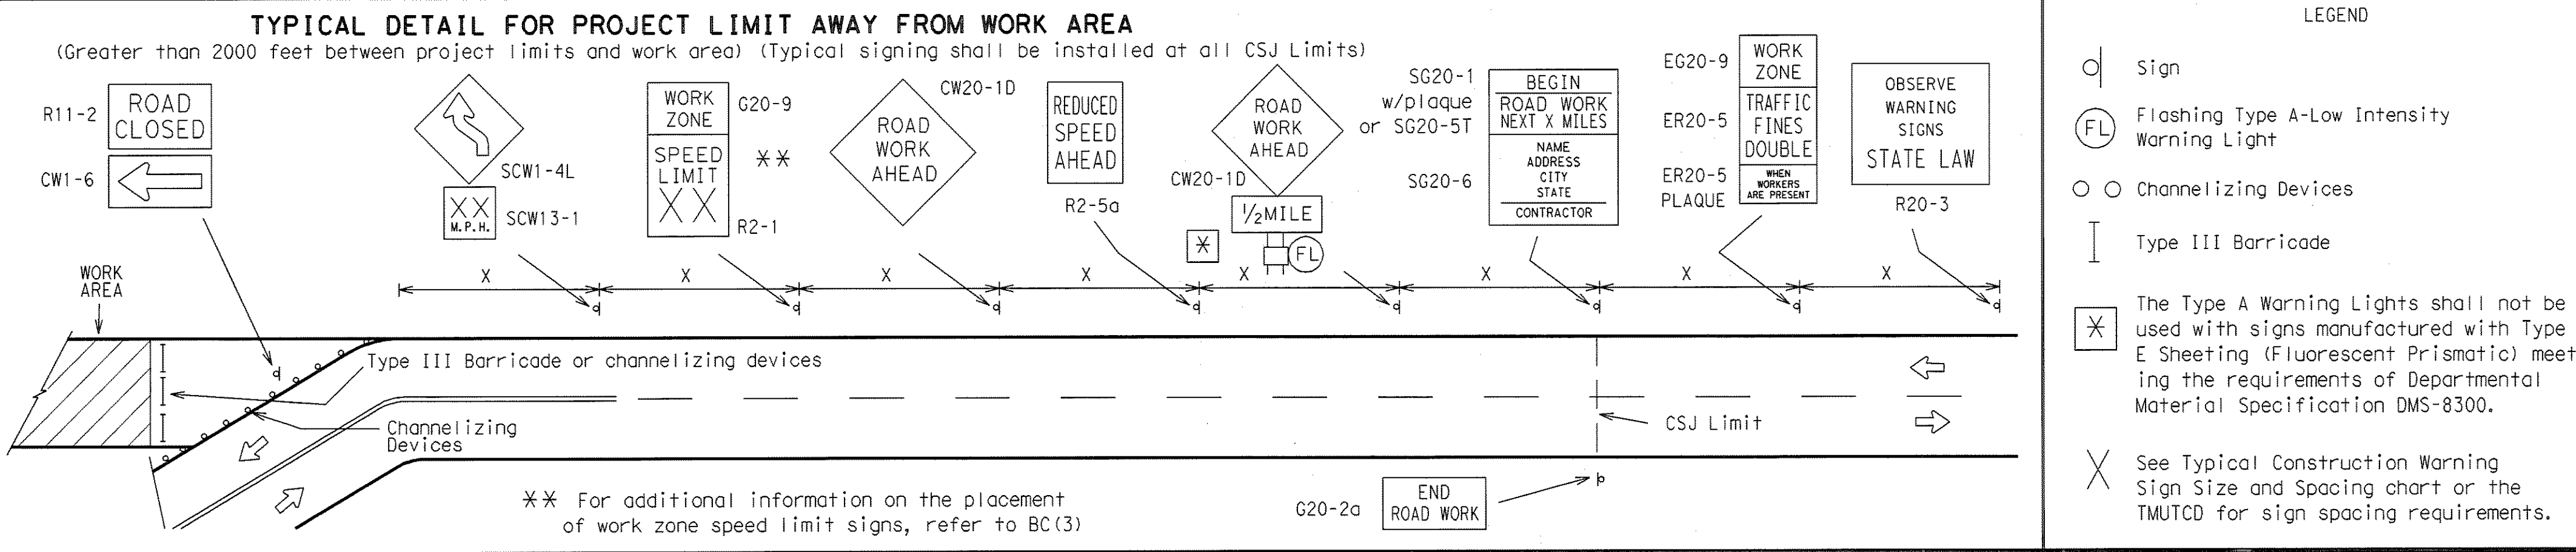 TYPICAL DETAIL FOR PROJECT LIMIT AWAY FROM WORK AREA
(Greater than 2000 feet between project limits and work area) (Typical signing shall be installed at all CSJ Limits)
R11-2
ROAD
CLOSED
CW1-6
SCW1-4L
XX
M.P.H.
SCW13-1
WORK
ZONE
G20-9
SPEED
LIMIT
XX
**
R2-1
ROAD
WORK
AHEAD
CW20-1D
REDUCED
SPEED
AHEAD
R2-5a
ROAD
WORK
AHEAD
CW20-1D
1/2 MILE
*
FL
SG20-1
w/plaque
or SG20-5T
SG20-6
BEGIN
ROAD WORK
NEXT X MILES
NAME
ADDRESS
CITY
STATE
CONTRACTOR
EG20-9
WORK
ZONE
ER20-5
TRAFFIC
FINES
DOUBLE
ER20-5
PLAQUE
WHEN
WORKERS
ARE PRESENT
OBSERVE
WARNING
SIGNS
STATE LAW
R20-3
WORK
AREA
X
X
X
X
X
X
X
X
Type III Barricade or channelizing devices
Channelizing
Devices
CSJ Limit
** For additional information on the placement
of work zone speed limit signs, refer to BC(3)
G20-2a
END
ROAD WORK
LEGEND
Sign
FL
Flashing Type A-Low Intensity
Warning Light
Channelizing Devices
Type III Barricade
*
The Type A Warning Lights shall not be
used with signs manufactured with Type
E Sheeting (Fluorescent Prismatic) meet
ing the requirements of Departmental
Material Specification DMS-8300.
X
See Typical Construction Warning
Sign Size and Spacing chart or the
TMUTCD for sign spacing requirements.